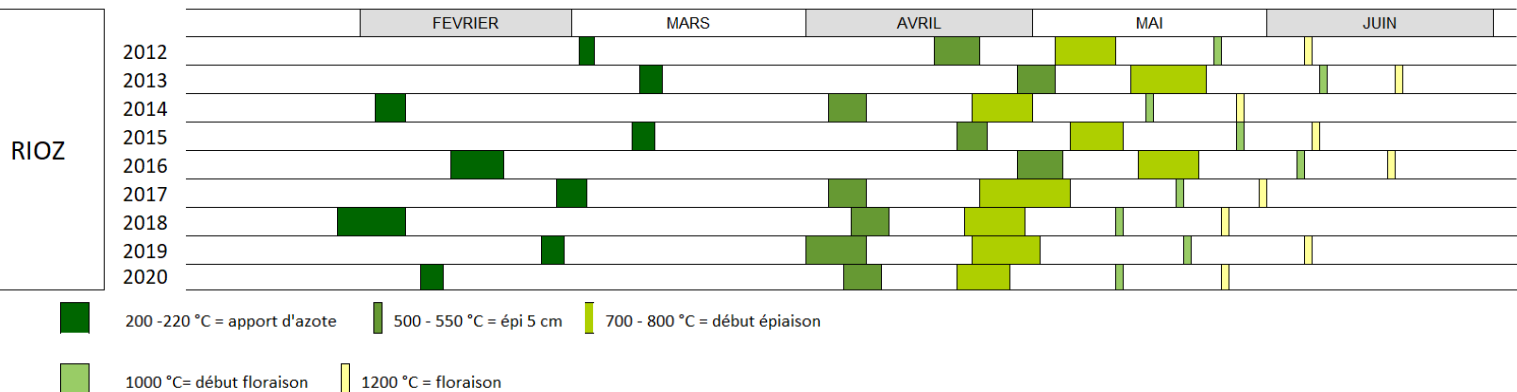 FEVRIER MARS AVRIL MAI JUIN
2012
2013
2014
2015
RIOZ
2016
2017
2018
2019
2020
200 -220 °C = apport d'azote 500 - 550 °C = épi 5 cm 700 - 800 °C = début épiaison
1000 °C= début floraison 1200 °C = floraison